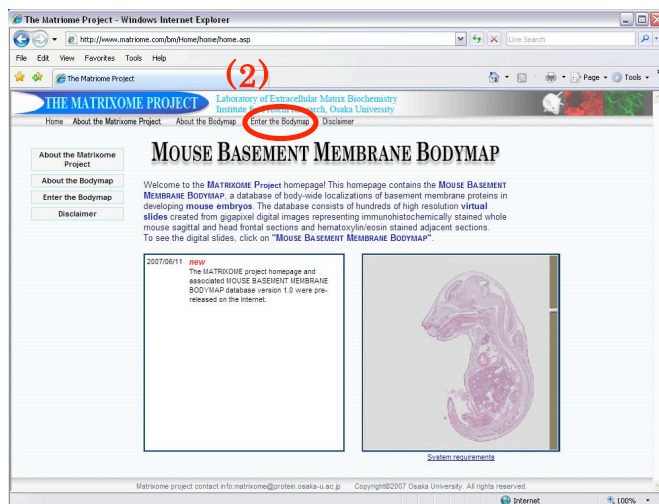 The Matriome Project - Windows Internet Explorer
http://www.matriome.com/bm/Home/home/home.asp
Live Search
File Edit View Favorites Tools Help
The Matriome Project
Page Tools
(2)
THE MATRIXOME PROJECT
Laboratory of Extracellular Matrix Biochemistry
Institute for Protein Research, Osaka University
Home About the Matrixome Project About the Bodymap Enter the Bodymap Disclaimer
About the Matrixome
Project
About the Bodymap
Enter the Bodymap
Disclaimer
MOUSE BASEMENT MEMBRANE BODYMAP
Welcome to the MATRIXOME Project homepage! This homepage contains the MOUSE BASEMENT
MEMBRANE BODYMAP, a database of body-wide localizations of basement membrane proteins in
developing mouse embryos. The database consists of hundreds of high resolution virtual
slides created from gigapixel digital images representing immunohistochemically stained whole
mouse sagittal and head frontal sections and hematoxylin/eosin stained adjacent sections.
To see the digital slides, click on "MOUSE BASEMENT MEMBRANE BODYMAP".
2007/06/11 new
The MATRIXOME project homepage and
associated MOUSE BASEMENT MEMBRANE
BODYMAP database version 1.0 were pre-
released on the Internet.
System requirements
Matrixome project contact info:matrixome@protein.osaka-u.ac.jp Copyright©2007 Osaka University. All rights reserved.
Internet 100%